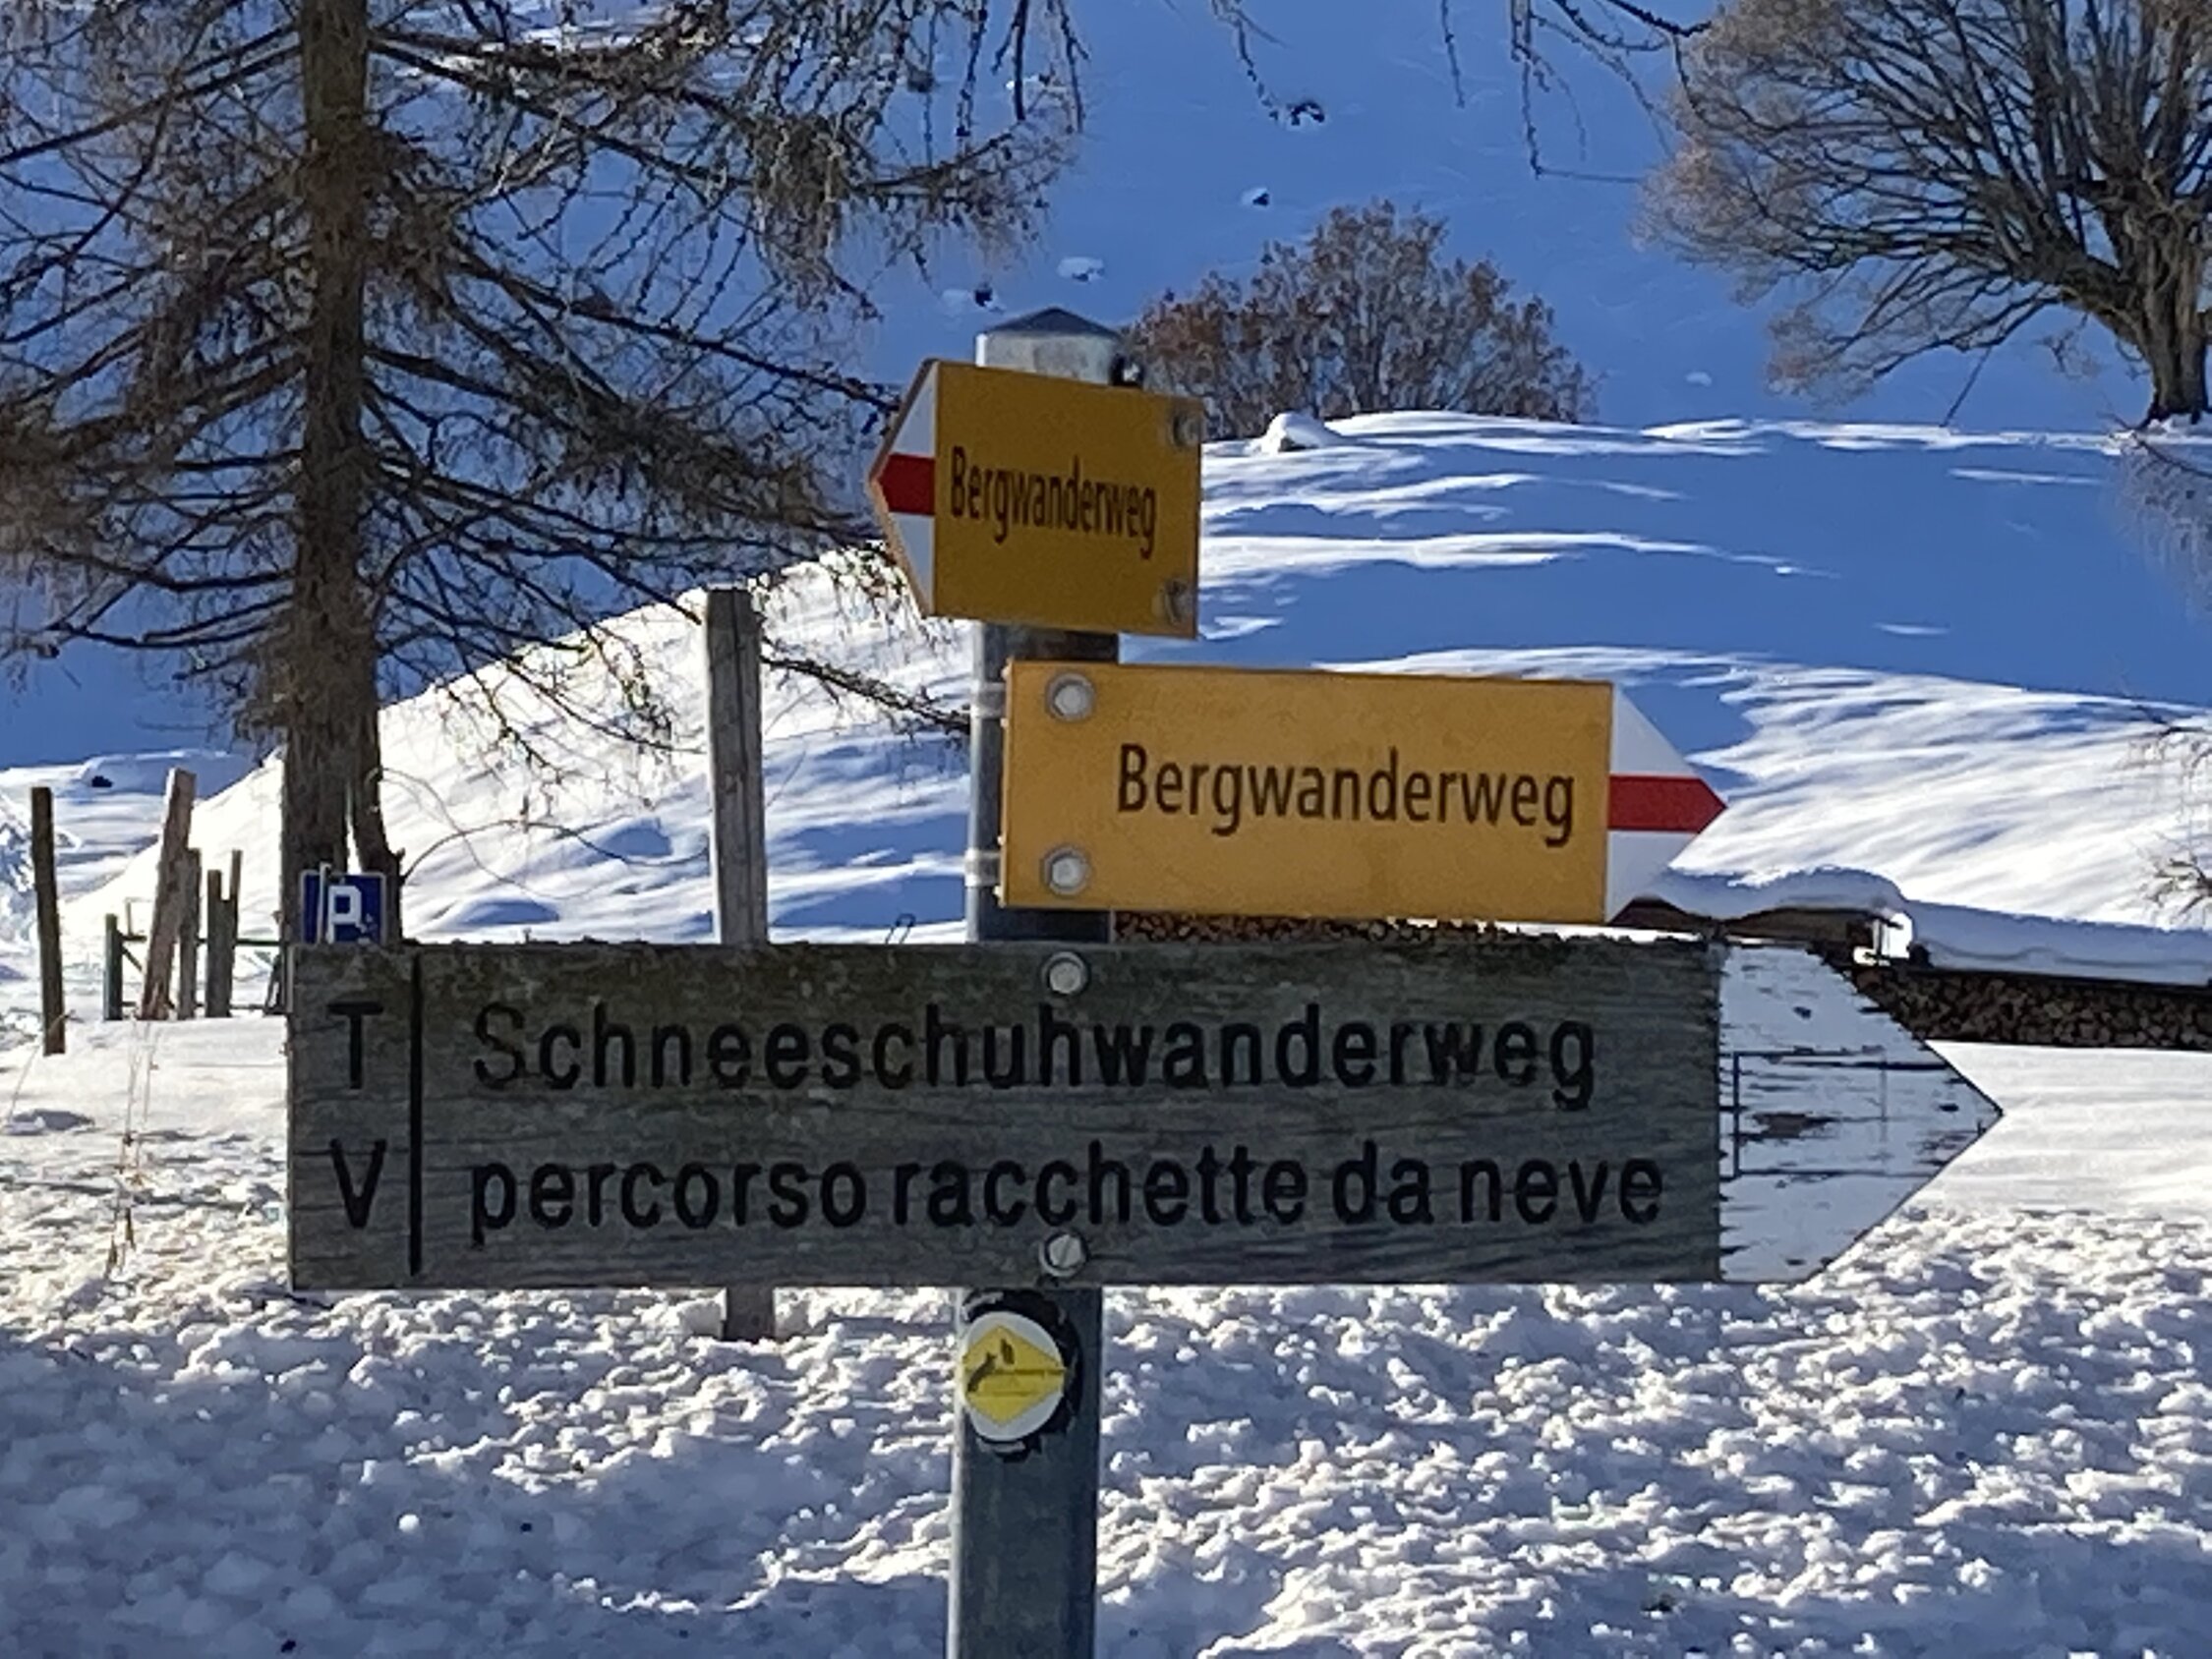 Bergwanderweg
Bergwanderweg
P
T Schneeschuhwanderweg
V percorso racchette da neve